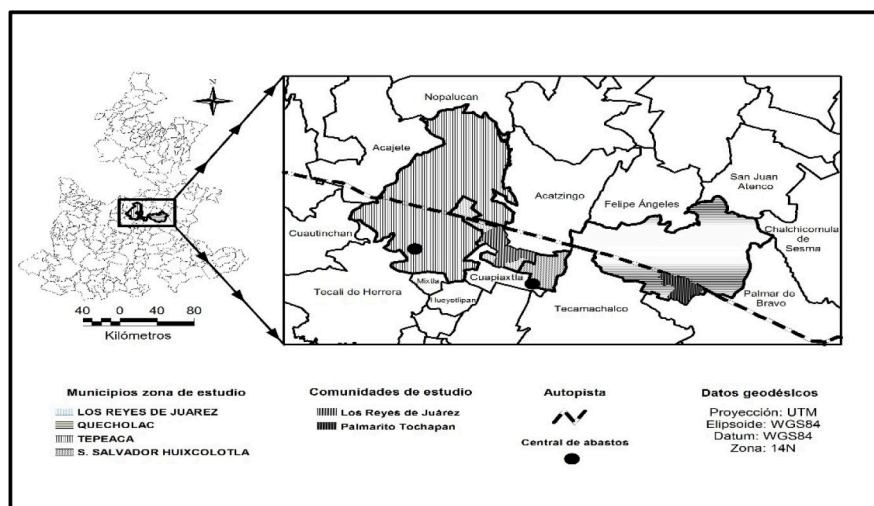 N
Nopalucan
Acajete
San Juan
Atenco
Acatzingo
Felipe Ángeles
Cuautinchan
Chalchicomula
de
Sesma
Tecali de Herrera
Mixtla
Cuapiaxtla
Hueyotlipan
Tecamachalco
Palmar de
Bravo
40 0 40 80
Kilómetros
Municipios zona de estudio
LOS REYES DE JUAREZ
QUECHOLAC
TEPEACA
S. SALVADOR HUIXCOLOTLA
Comunidades de estudio
Los Reyes de Juárez
Palmarito Tochapan
Autopista
Central de abastos
Datos geodésicos
Proyección: UTM
Elipsoide: WGS84
Datum: WGS84
Zona: 14N